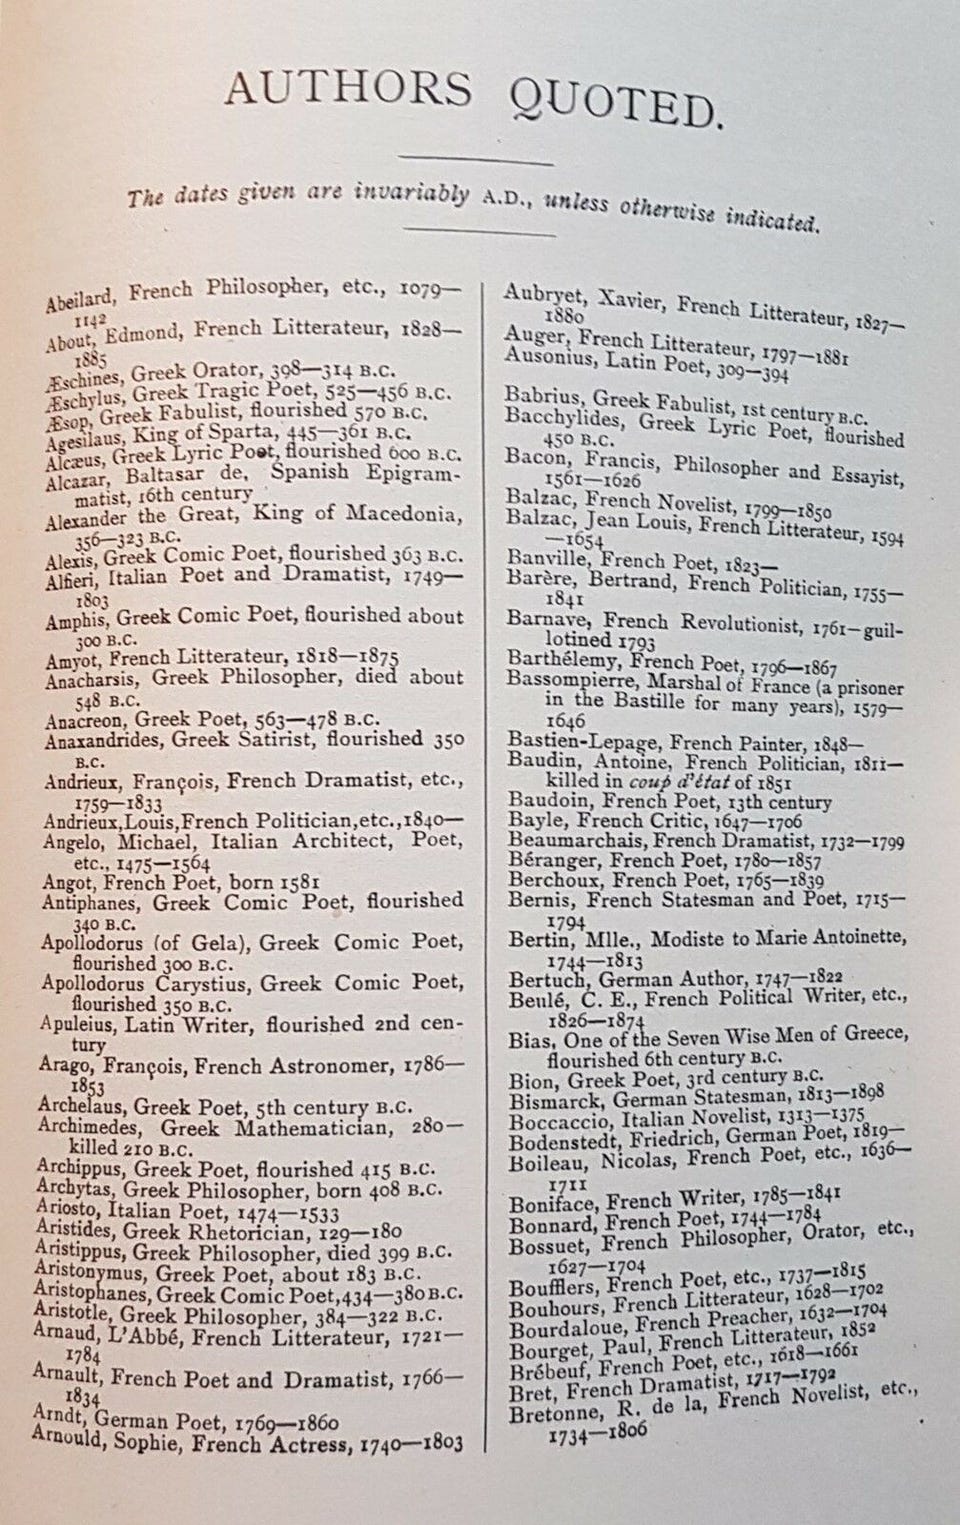 AUTHORS QUOTED.
The dates given are invariably A.D., unless otherwise indicated.
Abeilard, French Philosopher, etc., 1079—
1142
About, Edmond, French Litterateur, 1828—
1885
Æschines, Greek Orator, 398—314 B.C.
Æschylus, Greek Tragic Poet, 525—456 B.C.
Æsop, Greek Fabulist, flourished 570 B.C.
Agesilaus, King of Sparta, 445—361 B.C.
Alcæus, Greek Lyric Poet, flourished 600 B.C.
Alcazar, Baltasar de, Spanish Epigram-
matist, 16th century
Alexander the Great, King of Macedonia,
356—323 B.C.
Alexis, Greek Comic Poet, flourished 363 B.C.
Alfieri, Italian Poet and Dramatist, 1749—
1803
Amphis, Greek Comic Poet, flourished about
300 B.C.
Amyot, French Litterateur, 1818—1875
Anacharsis, Greek Philosopher, died about
548 B.C.
Anacreon, Greek Poet, 563—478 B.C.
Anaxandrides, Greek Satirist, flourished 350
B.C.
Andrieux, François, French Dramatist, etc.,
1759—1833
Andrieux,Louis,French Politician,etc.,1840—
Angelo, Michael, Italian Architect, Poet,
etc., 1475—1564
Angot, French Poet, born 1581
Antiphanes, Greek Comic Poet, flourished
340 B.C.
Apollodorus (of Gela), Greek Comic Poet,
flourished 300 B.C.
Apollodorus Carystius, Greek Comic Poet,
flourished 350 B.C.
Apuleius, Latin Writer, flourished 2nd cen-
tury
Arago, François, French Astronomer, 1786—
1853
Archelaus, Greek Poet, 5th century B.C.
Archimedes, Greek Mathematician, 280—
killed 210 B.C.
Archippus, Greek Poet, flourished 415 B.C.
Archytas, Greek Philosopher, born 408 B.C.
Ariosto, Italian Poet, 1474—1533
Aristides, Greek Rhetorician, 129—180
Aristippus, Greek Philosopher, died 399 B.C.
Aristonymus, Greek Poet, about 183 B.C.
Aristophanes, Greek Comic Poet,434—380 B.C.
Aristotle, Greek Philosopher, 384—322 B.C.
Arnaud, L'Abbé, French Litterateur, 1721—
1784
Arnault, French Poet and Dramatist, 1766—
1834
Arndt, German Poet, 1769—1860
Arnould, Sophie, French Actress, 1740—1803
Aubryet, Xavier, French Litterateur, 1827—
1880
Auger, French Litterateur, 1797—1881
Ausonius, Latin Poet, 309—394
Babrius, Greek Fabulist, 1st century B.C.
Bacchylides, Greek Lyric Poet, flourished
450 B.C.
Bacon, Francis, Philosopher and Essayist,
1561—1626
Balzac, French Novelist, 1799—1850
Balzac, Jean Louis, French Litterateur, 1594
—1654
Banville, French Poet, 1823—
Barère, Bertrand, French Politician, 1755—
1841
Barnave, French Revolutionist, 1761—guil-
lotined 1793
Barthélemy, French Poet, 1796—1867
Bassompierre, Marshal of France (a prisoner
in the Bastille for many years), 1579—
1646
Bastien-Lepage, French Painter, 1848—
Baudin, Antoine, French Politician, 1811—
killed in coup d'état of 1851
Baudoin, French Poet, 13th century
Bayle, French Critic, 1647—1706
Beaumarchais, French Dramatist, 1732—1799
Béranger, French Poet, 1780—1857
Berchoux, French Poet, 1765—1839
Bernis, French Statesman and Poet, 1715—
1794
Bertin, Mlle., Modiste to Marie Antoinette,
1744—1813
Bertuch, German Author, 1747—1822
Beulé, C. E., French Political Writer, etc.,
1826—1874
Bias, One of the Seven Wise Men of Greece,
flourished 6th century B.C.
Bion, Greek Poet, 3rd century B.C.
Bismarck, German Statesman, 1813—1898
Boccaccio, Italian Novelist, 1313—1375
Bodenstedt, Friedrich, German Poet, 1819—
Boileau, Nicolas, French Poet, etc., 1636—
1711
Boniface, French Writer, 1785—1841
Bonnard, French Poet, 1744—1784
Bossuet, French Philosopher, Orator, etc.,
1627—1704
Boufflers, French Poet, etc., 1737—1815
Bouhours, French Litterateur, 1628—1702
Bourdaloue, French Preacher, 1632—1704
Bourget, Paul, French Litterateur, 1852
Brébeuf, French Poet, etc., 1618—1661
Bret, French Dramatist, 1717—1792
Bretonne, R. de la, French Novelist, etc.,
1734—1806